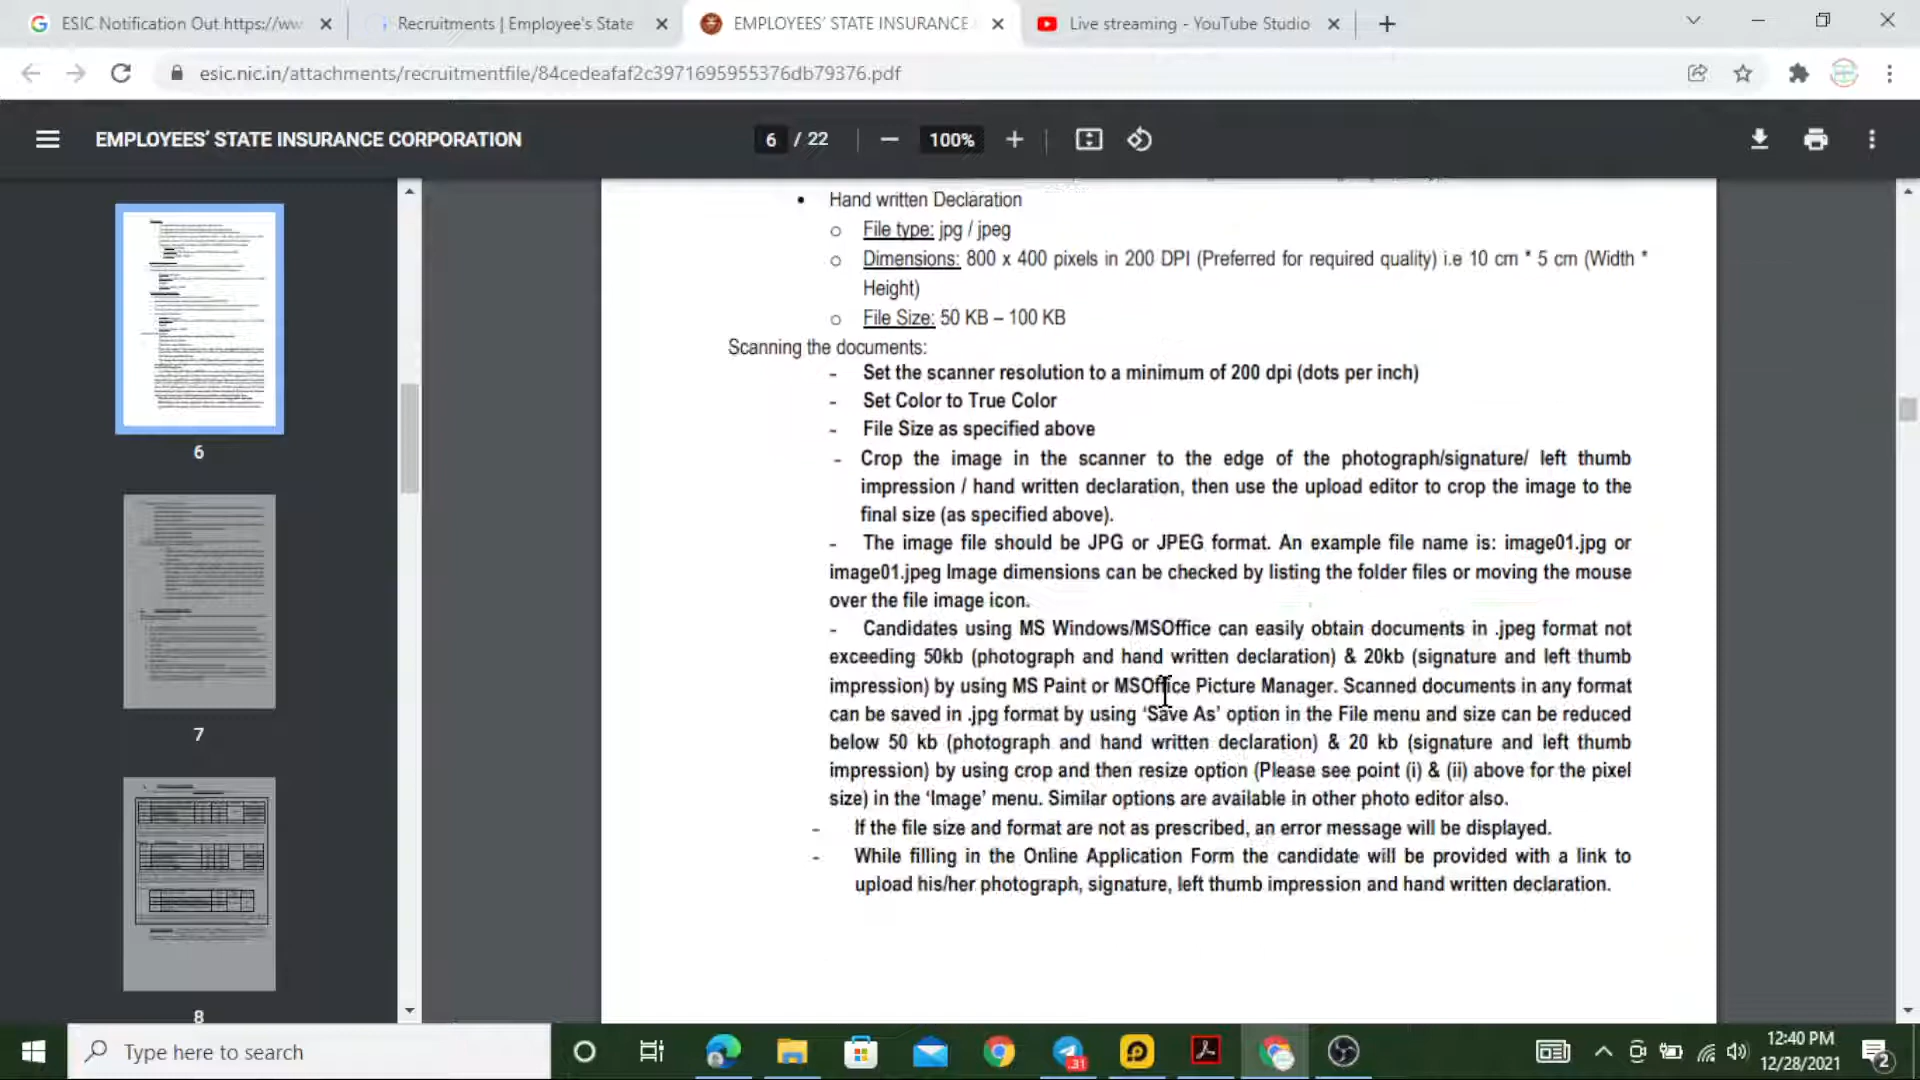 ESIC Notification Out https://ww
Recruitments | Employee's State
EMPLOYEES' STATE INSURANCE
Live streaming - YouTube Studio
esic.nic.in/attachments/recruitmentfile/84cedeafaf2c3971695955376db79376.pdf
EMPLOYEES' STATE INSURANCE CORPORATION
6 / 22
100%
• Hand written Declaration
o File type: jpg / jpeg
o Dimensions: 800 x 400 pixels in 200 DPI (Preferred for required quality) i.e 10 cm * 5 cm (Width *
Height)
o File Size: 50 KB – 100 KB
Scanning the documents:
- Set the scanner resolution to a minimum of 200 dpi (dots per inch)
- Set Color to True Color
- File Size as specified above
- Crop the image in the scanner to the edge of the photograph/signature/ left thumb
impression / hand written declaration, then use the upload editor to crop the image to the
final size (as specified above).
- The image file should be JPG or JPEG format. An example file name is: image01.jpg or
image01.jpeg Image dimensions can be checked by listing the folder files or moving the mouse
over the file image icon.
- Candidates using MS Windows/MSOffice can easily obtain documents in .jpeg format not
exceeding 50kb (photograph and hand written declaration) & 20kb (signature and left thumb
impression) by using MS Paint or MSOffice Picture Manager. Scanned documents in any format
can be saved in .jpg format by using ‘Save As’ option in the File menu and size can be reduced
below 50 kb (photograph and hand written declaration) & 20 kb (signature and left thumb
impression) by using crop and then resize option (Please see point (i) & (ii) above for the pixel
size) in the ‘Image’ menu. Similar options are available in other photo editor also.
- If the file size and format are not as prescribed, an error message will be displayed.
- While filling in the Online Application Form the candidate will be provided with a link to
upload his/her photograph, signature, left thumb impression and hand written declaration.
6
7
8
Type here to search
31
12:40 PM
12/28/2021
2